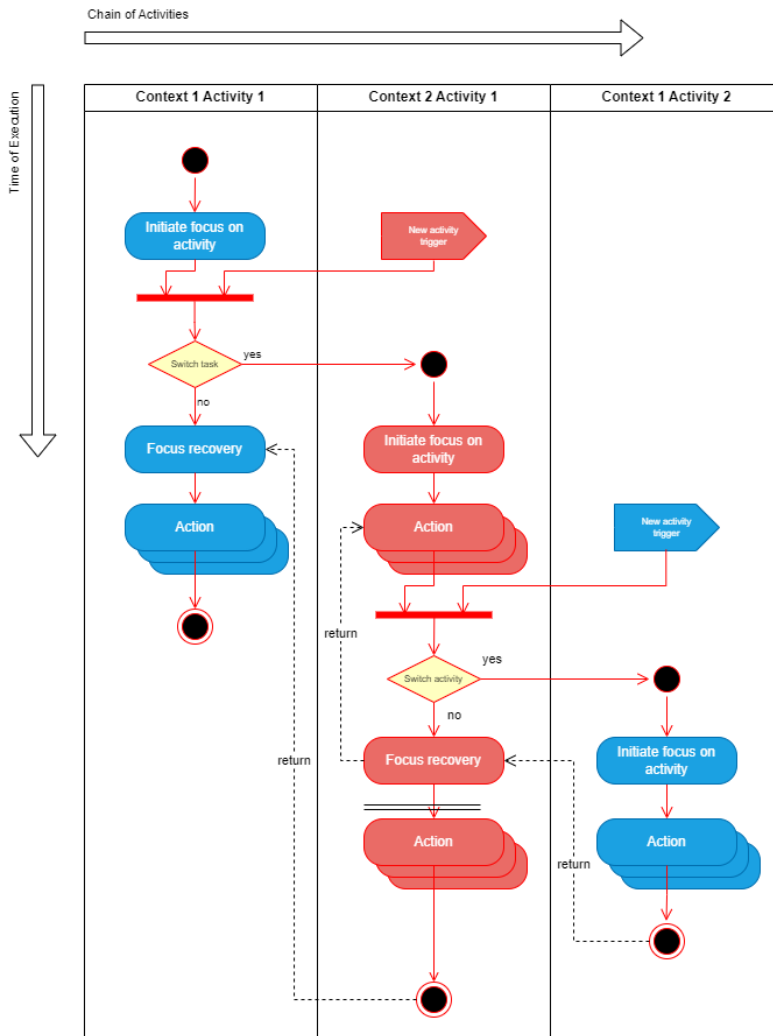 Chain of Activities
Time of Execution
Context 1 Activity 1
Context 2 Activity 1
Context 1 Activity 2
Initiate focus on
activity
New activity
trigger
Switch task
yes
no
Focus recovery
Initiate focus on
activity
Action
Action
New activity
trigger
return
Switch activity
yes
no
return
Focus recovery
Initiate focus on
activity
Action
Action
return